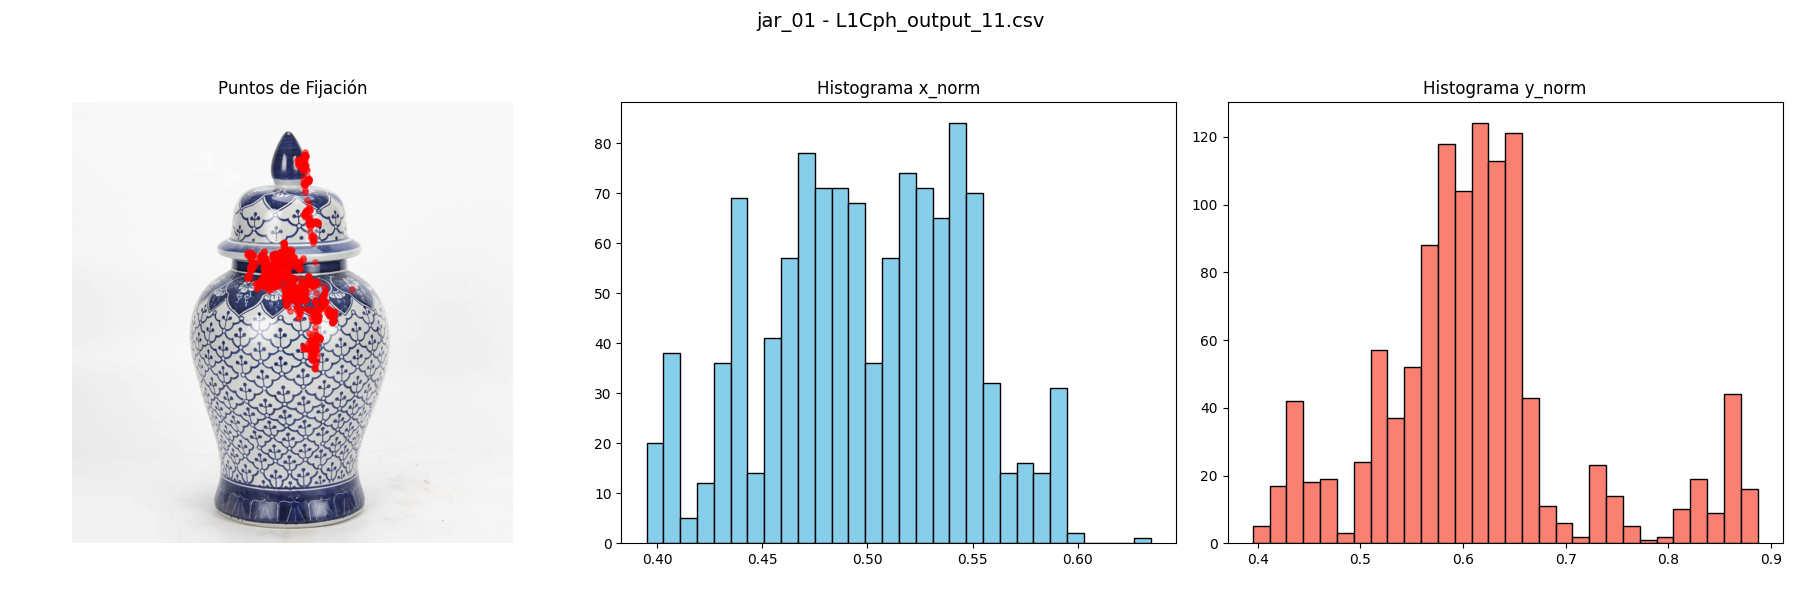 jar_01 - L1Cph_output_11.csv
Puntos de Fijación
Histograma x_norm
80
70
60
50
40
30
20
10
0
0.40 0.45 0.50 0.55 0.60
Histograma y_norm
120
100
80
60
40
20
0
0.4 0.5 0.6 0.7 0.8 0.9